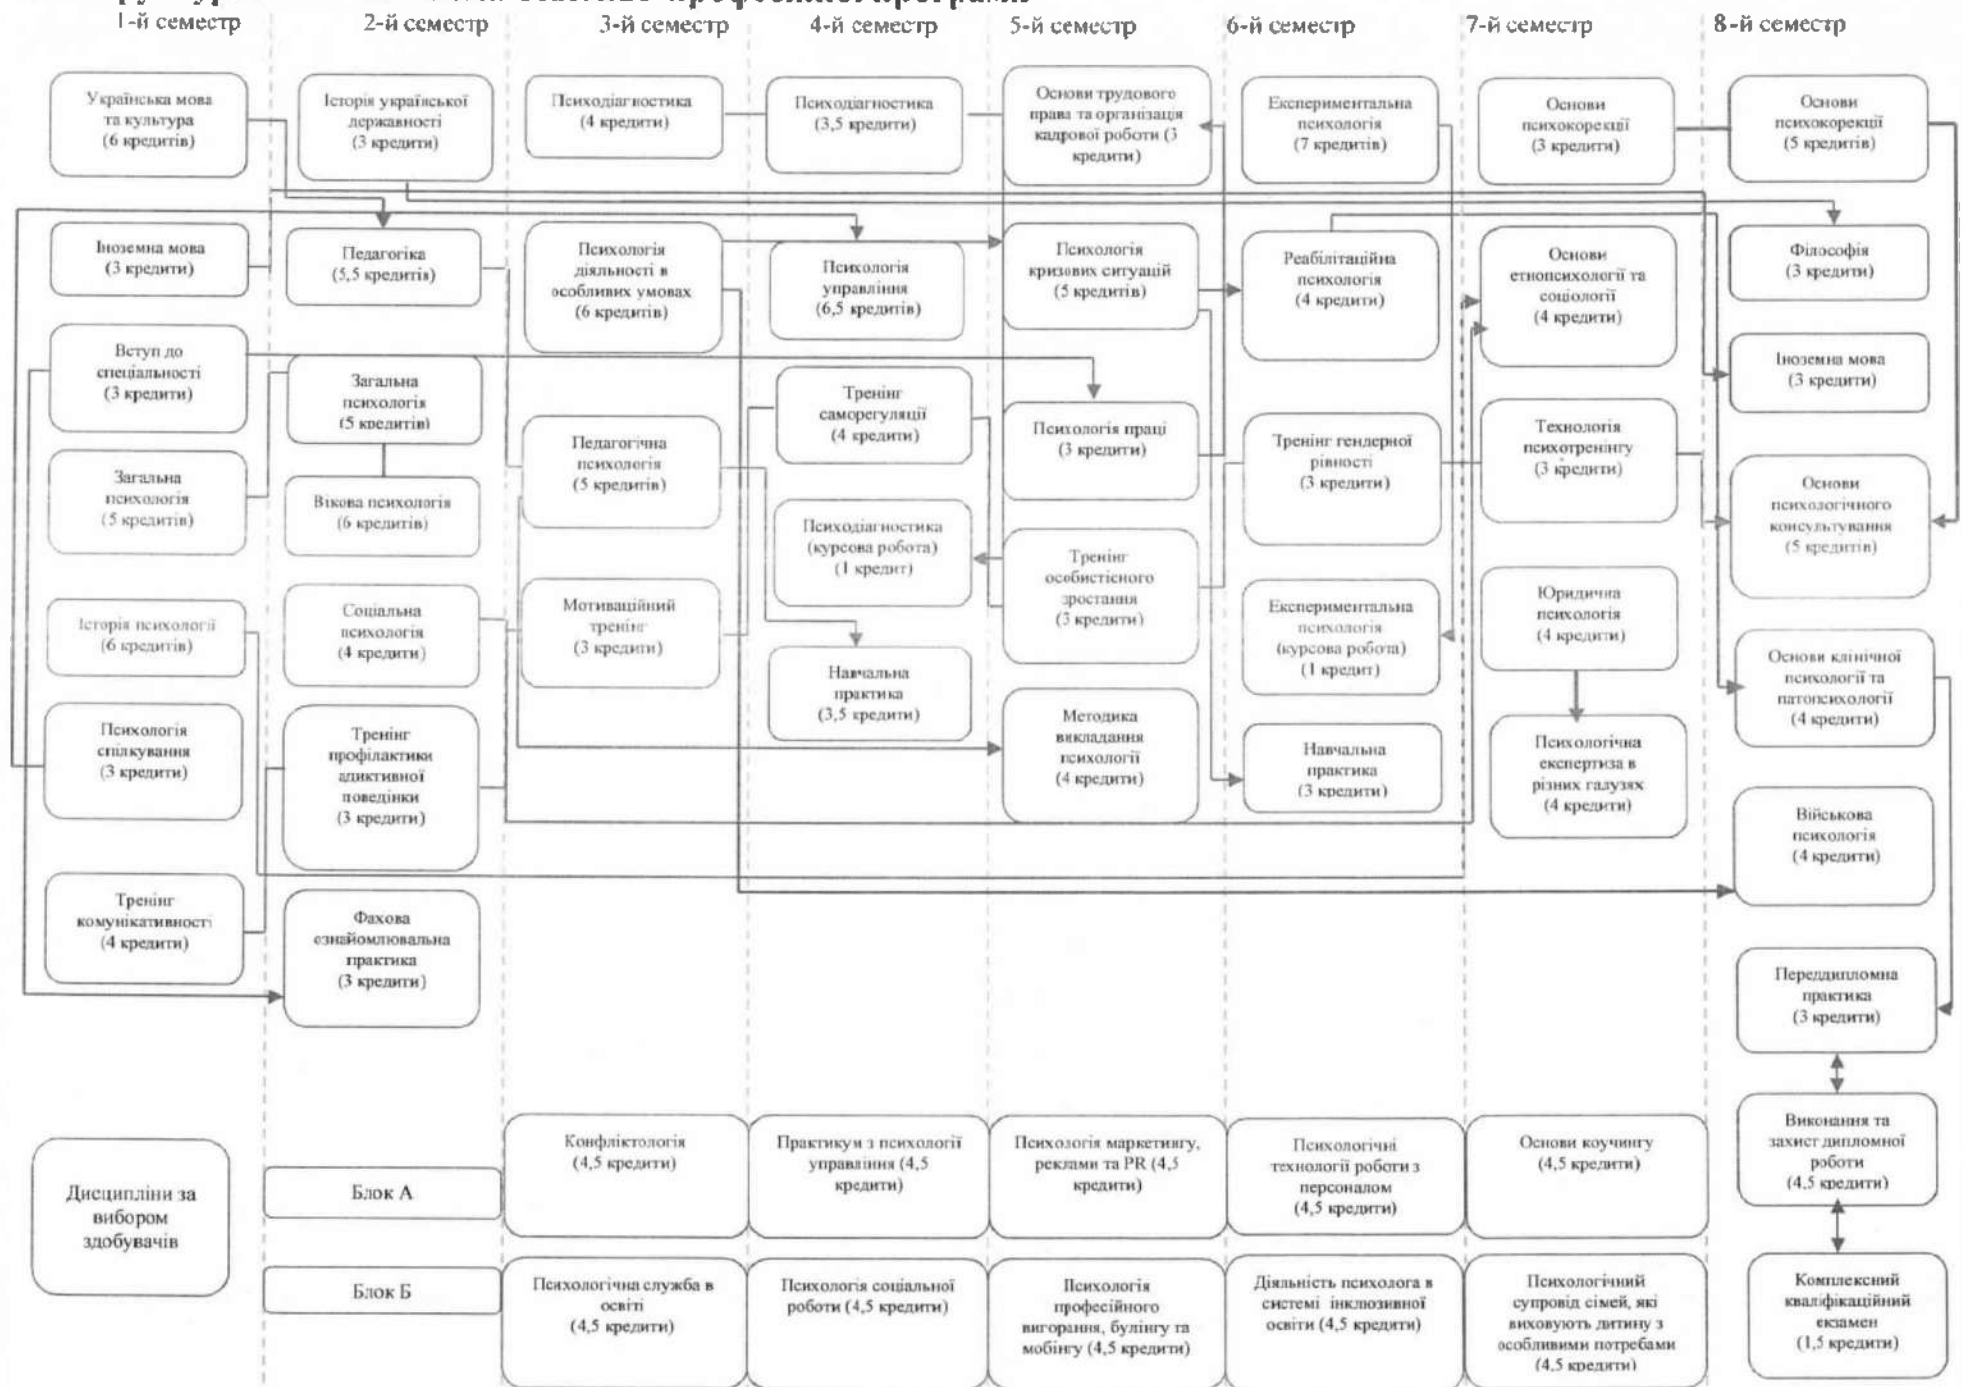 1-й семестр
2-й семестр
3-й семестр
4-й семестр
5-й семестр
6-й семестр
7-й семестр
8-й семестр
Українська мова
та культура
(6 кредитів)
Історія української
державності
(3 кредити)
Психодіагностика
(4 кредити)
Психодіагностика
(3,5 кредити)
Основи трудового
права та організація
кадрової роботи (3
кредити)
Експериментальна
психологія
(7 кредитів)
Основи
психокорекції
(3 кредити)
Основи
психокорекції
(5 кредитів)
Іноземна мова
(3 кредити)
Педагогіка
(5,5 кредитів)
Психологія
діяльності в
особливих умовах
(6 кредитів)
Психологія
управління
(6,5 кредитів)
Психологія
кризових ситуацій
(5 кредитів)
Реабілітаційна
психологія
(4 кредити)
Основи
етнопсихології та
соціології
(4 кредити)
Філософія
(3 кредити)
Вступ до
спеціальності
(3 кредити)
Загальна
психологія
(5 кредитів)
Тренінг
саморегуляції
(4 кредити)
Психологія праці
(3 кредити)
Тренінг гендерної
рівності
(3 кредити)
Технологія
психотренінгу
(3 кредити)
Іноземна мова
(3 кредити)
Загальна
психологія
(5 кредитів)
Вікова психологія
(6 кредитів)
Педагогічна
психологія
(5 кредитів)
Психодіагностика
(курсова робота)
(1 кредит)
Тренінг
особистісного
зростання
(3 кредити)
Експериментальна
психологія
(курсова робота)
(1 кредит)
Юридична
психологія
(4 кредити)
Основи
психологічного
консультування
(5 кредитів)
Історія психології
(6 кредитів)
Соціальна
психологія
(4 кредити)
Мотиваційний
тренінг
(3 кредити)
Навчальна
практика
(3,5 кредити)
Методика
викладання
психології
(4 кредити)
Навчальна
практика
(3 кредити)
Психологічна
експертиза в
різних галузях
(4 кредити)
Основи клінічної
психології та
патопсихології
(4 кредити)
Психологія
спілкування
(3 кредити)
Тренінг
профілактики
адиктивної
поведінки
(3 кредити)
Військова
психологія
(4 кредити)
Тренінг
комунікативності
(4 кредити)
Фахова
ознайомлювальна
практика
(3 кредити)
Переддипломна
практика
(3 кредити)
Виконання та
захист дипломної
роботи
(4,5 кредити)
Комплексний
кваліфікаційний
екзамен
(1,5 кредити)
Дисципліни за
вибором
здобувачів
Блок А
Конфліктологія
(4,5 кредити)
Практикум з психології
управління (4,5
кредити)
Психологія маркетингу,
реклами та PR (4,5
кредити)
Психологічні
технології роботи з
персоналом
(4,5 кредити)
Основи коучингу
(4,5 кредити)
Блок Б
Психологічна служба в
освіті
(4,5 кредити)
Психологія соціальної
роботи (4,5 кредити)
Психологія
професійного
вигорання, булінгу та
мобінгу (4,5 кредити)
Діяльність психолога в
системі інклюзивної
освіти (4,5 кредити)
Психологічний
супровід сімей, які
виховують дитину з
особливими потребами
(4,5 кредити)